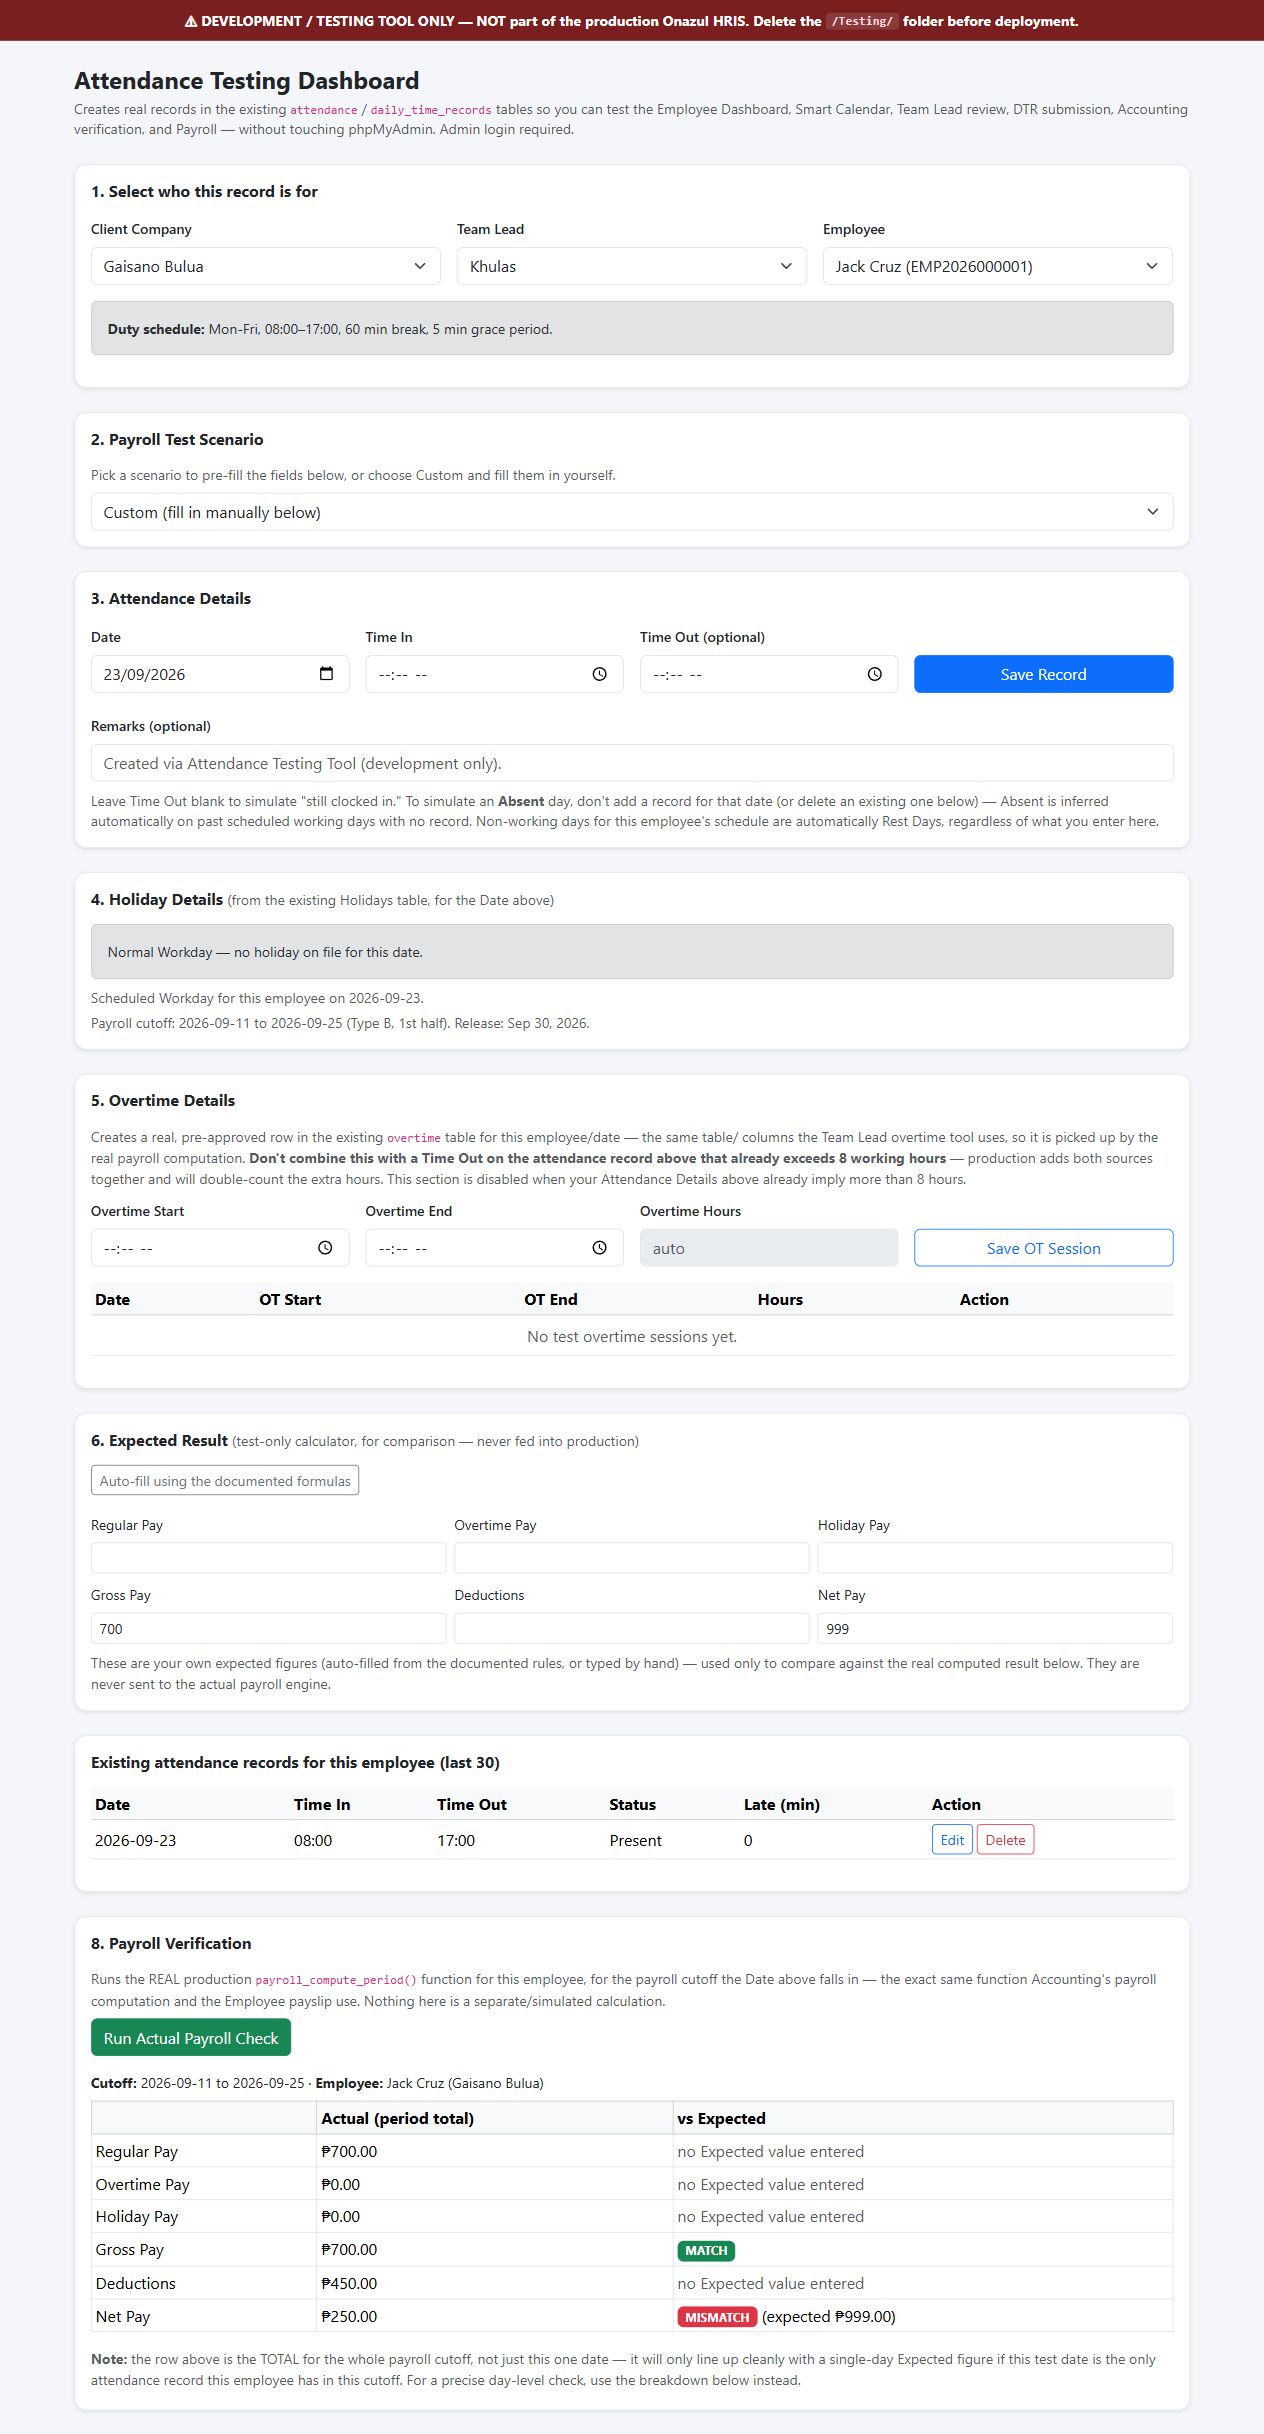 ⚠ DEVELOPMENT / TESTING TOOL ONLY — NOT part of the production Onazul HRIS. Delete the /Testing/ folder before deployment.
Attendance Testing Dashboard
Creates real records in the existing attendance / daily_time_records tables so you can test the Employee Dashboard, Smart Calendar, Team Lead review, DTR submission, Accounting
verification, and Payroll — without touching phpMyAdmin. Admin login required.
1. Select who this record is for
Client Company Team Lead Employee
Gaisano Bulua Khulas Jack Cruz (EMP2026000001)
Duty schedule: Mon-Fri, 08:00–17:00, 60 min break, 5 min grace period.
2. Payroll Test Scenario
Pick a scenario to pre-fill the fields below, or choose Custom and fill them in yourself.
Custom (fill in manually below)
3. Attendance Details
Date Time In Time Out (optional)
23/09/2026 --:-- -- --:-- -- Save Record
Remarks (optional)
Created via Attendance Testing Tool (development only).
Leave Time Out blank to simulate "still clocked in." To simulate an Absent day, don't add a record for that date (or delete an existing one below) — Absent is inferred
automatically on past scheduled working days with no record. Non-working days for this employee's schedule are automatically Rest Days, regardless of what you enter here.
4. Holiday Details (from the existing Holidays table, for the Date above)
Normal Workday — no holiday on file for this date.
Scheduled Workday for this employee on 2026-09-23.
Payroll cutoff: 2026-09-11 to 2026-09-25 (Type B, 1st half). Release: Sep 30, 2026.
5. Overtime Details
Creates a real, pre-approved row in the existing overtime table for this employee/date — the same table/ columns the Team Lead overtime tool uses, so it is picked up by the
real payroll computation. Don't combine this with a Time Out on the attendance record above that already exceeds 8 working hours — production adds both sources
together and will double-count the extra hours. This section is disabled when your Attendance Details above already imply more than 8 hours.
Overtime Start Overtime End Overtime Hours
--:-- -- --:-- -- auto Save OT Session
Date OT Start OT End Hours Action
No test overtime sessions yet.
6. Expected Result (test-only calculator, for comparison — never fed into production)
Auto-fill using the documented formulas
Regular Pay Overtime Pay Holiday Pay
Gross Pay Deductions Net Pay
700 999
These are your own expected figures (auto-filled from the documented rules, or typed by hand) — used only to compare against the real computed result below. They are
never sent to the actual payroll engine.
Existing attendance records for this employee (last 30)
Date Time In Time Out Status Late (min) Action
2026-09-23 08:00 17:00 Present 0 Edit Delete
8. Payroll Verification
Runs the REAL production payroll_compute_period() function for this employee, for the payroll cutoff the Date above falls in — the exact same function Accounting's payroll
computation and the Employee payslip use. Nothing here is a separate/simulated calculation.
Run Actual Payroll Check
Cutoff: 2026-09-11 to 2026-09-25 · Employee: Jack Cruz (Gaisano Bulua)
Actual (period total) vs Expected
Regular Pay ₱700.00 no Expected value entered
Overtime Pay ₱0.00 no Expected value entered
Holiday Pay ₱0.00 no Expected value entered
Gross Pay ₱700.00 MATCH
Deductions ₱450.00 no Expected value entered
Net Pay ₱250.00 MISMATCH (expected ₱999.00)
Note: the row above is the TOTAL for the whole payroll cutoff, not just this one date — it will only line up cleanly with a single-day Expected figure if this test date is the only
attendance record this employee has in this cutoff. For a precise day-level check, use the breakdown below instead.